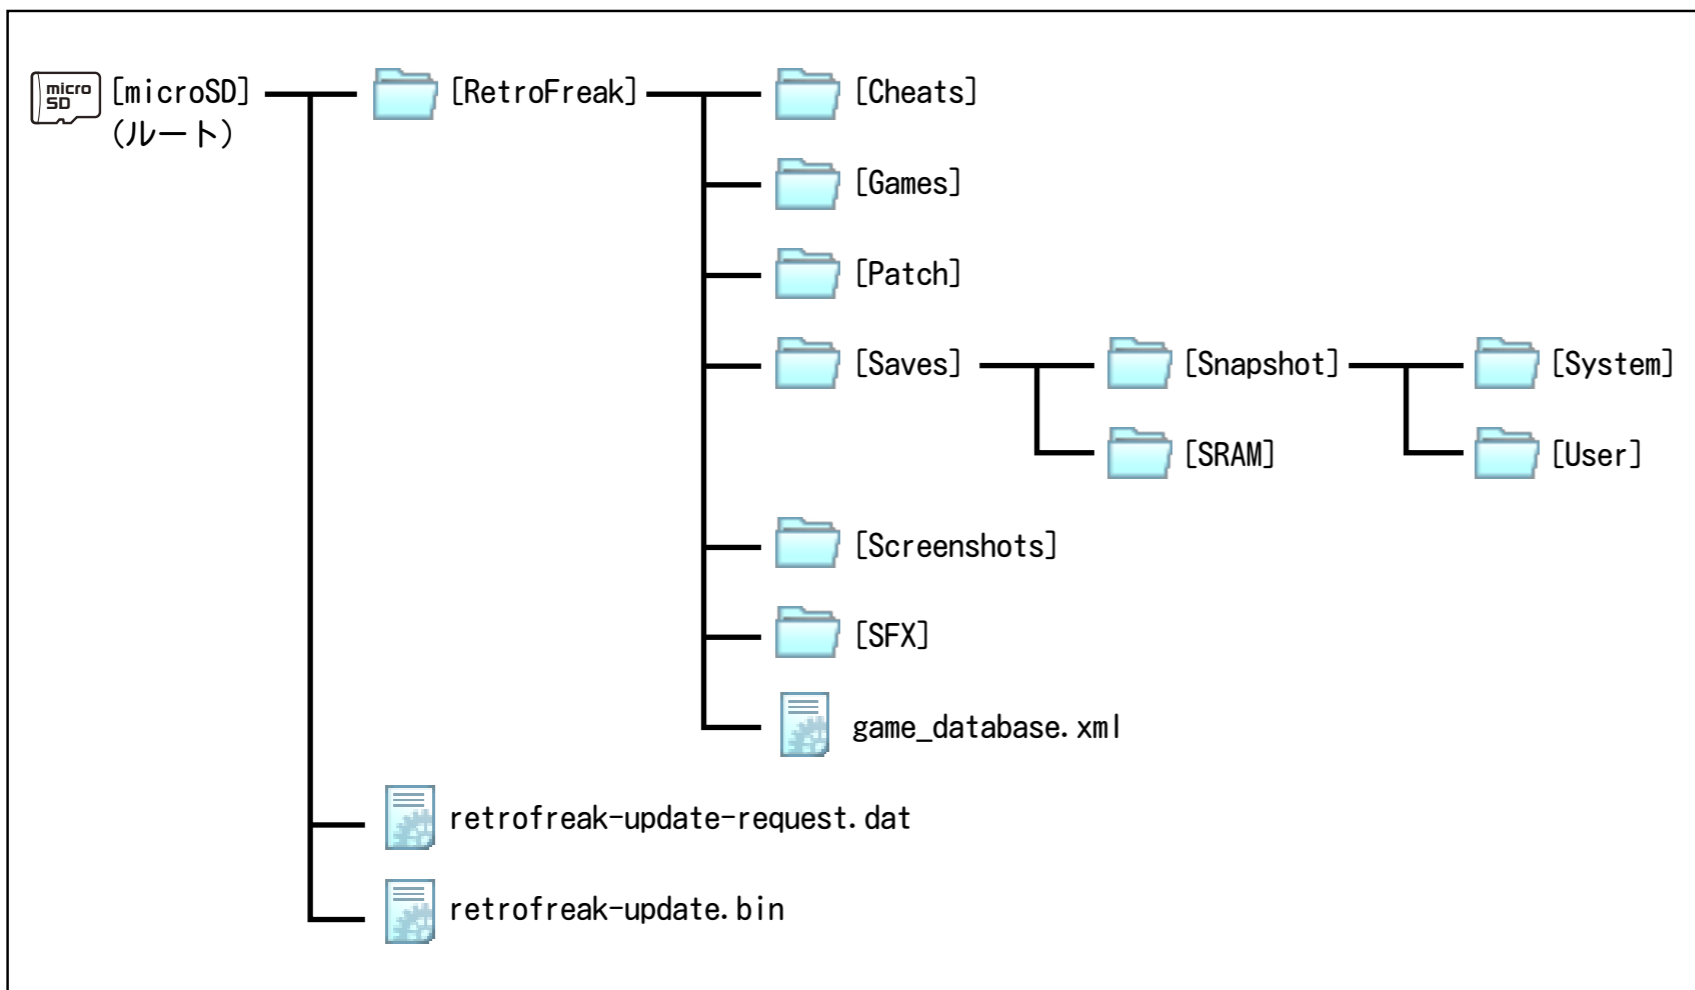 micro
SD
[microSD]
(ルート)
[RetroFreak]
[Cheats]
[Games]
[Patch]
[Saves]
[Snapshot]
[System]
[SRAM]
[User]
[Screenshots]
[SFX]
game_database.xml
retrofreak-update-request.dat
retrofreak-update.bin